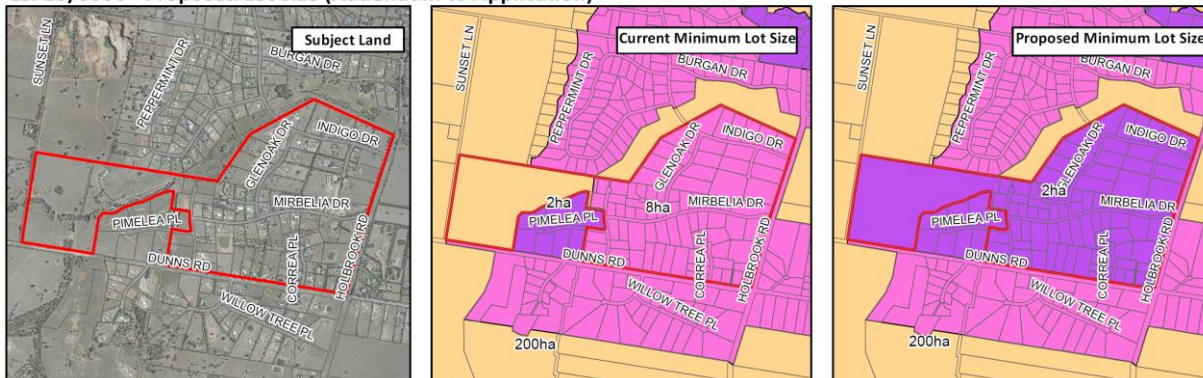 Subject Land
SUNSET LN
PEPPERMINT DR
BURGAN DR
GLENOAK DR
INDIGO DR
MIRBELIA DR
PIMELEA PL
DUNNS RD
CORREA PL
HOLBROOK RD
WILLOW TREE PL
Current Minimum Lot Size
SUNSET LN
PEPPERMINT DR
BURGAN DR
GLENOAK DR
INDIGO DR
2ha
8ha
MIRBELIA DR
PIMELEA PL
DUNNS RD
CORREA PL
HOLBROOK RD
WILLOW TREE PL
200ha
Proposed Minimum Lot Size
SUNSET LN
PEPPERMINT DR
BURGAN DR
GLENOAK DR
INDIGO DR
2ha
MIRBELIA DR
PIMELEA PL
DUNNS RD
CORREA PL
HOLBROOK RD
WILLOW TREE PL
200ha